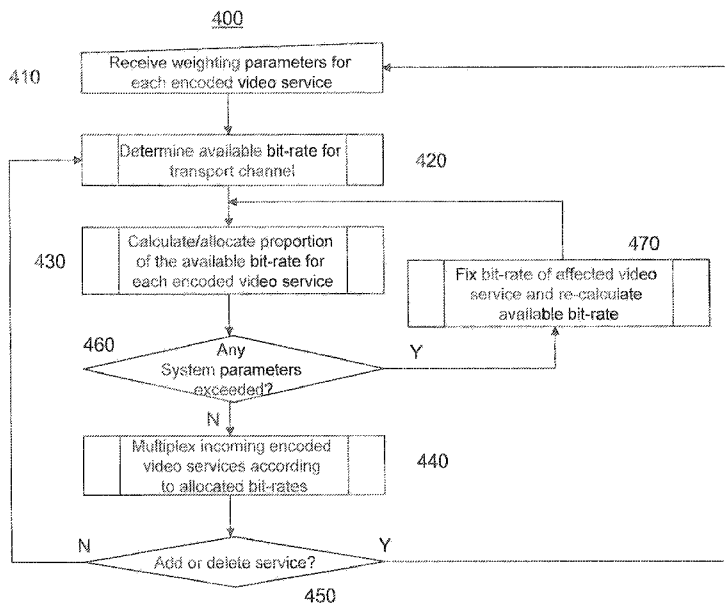 400
410
Receive weighting parameters for
each encoded video service
Determine available bit-rate for
transport channel
420
430
Calculate/allocate proportion
of the available bit-rate for
each encoded video service
470
Fix bit-rate of affected video
service and re-calculate
available bit-rate
460
Any
System parameters
exceeded?
Y
N
Multiplex incoming encoded
video services according
to allocated bit-rates
440
N
Add or delete service?
Y
450